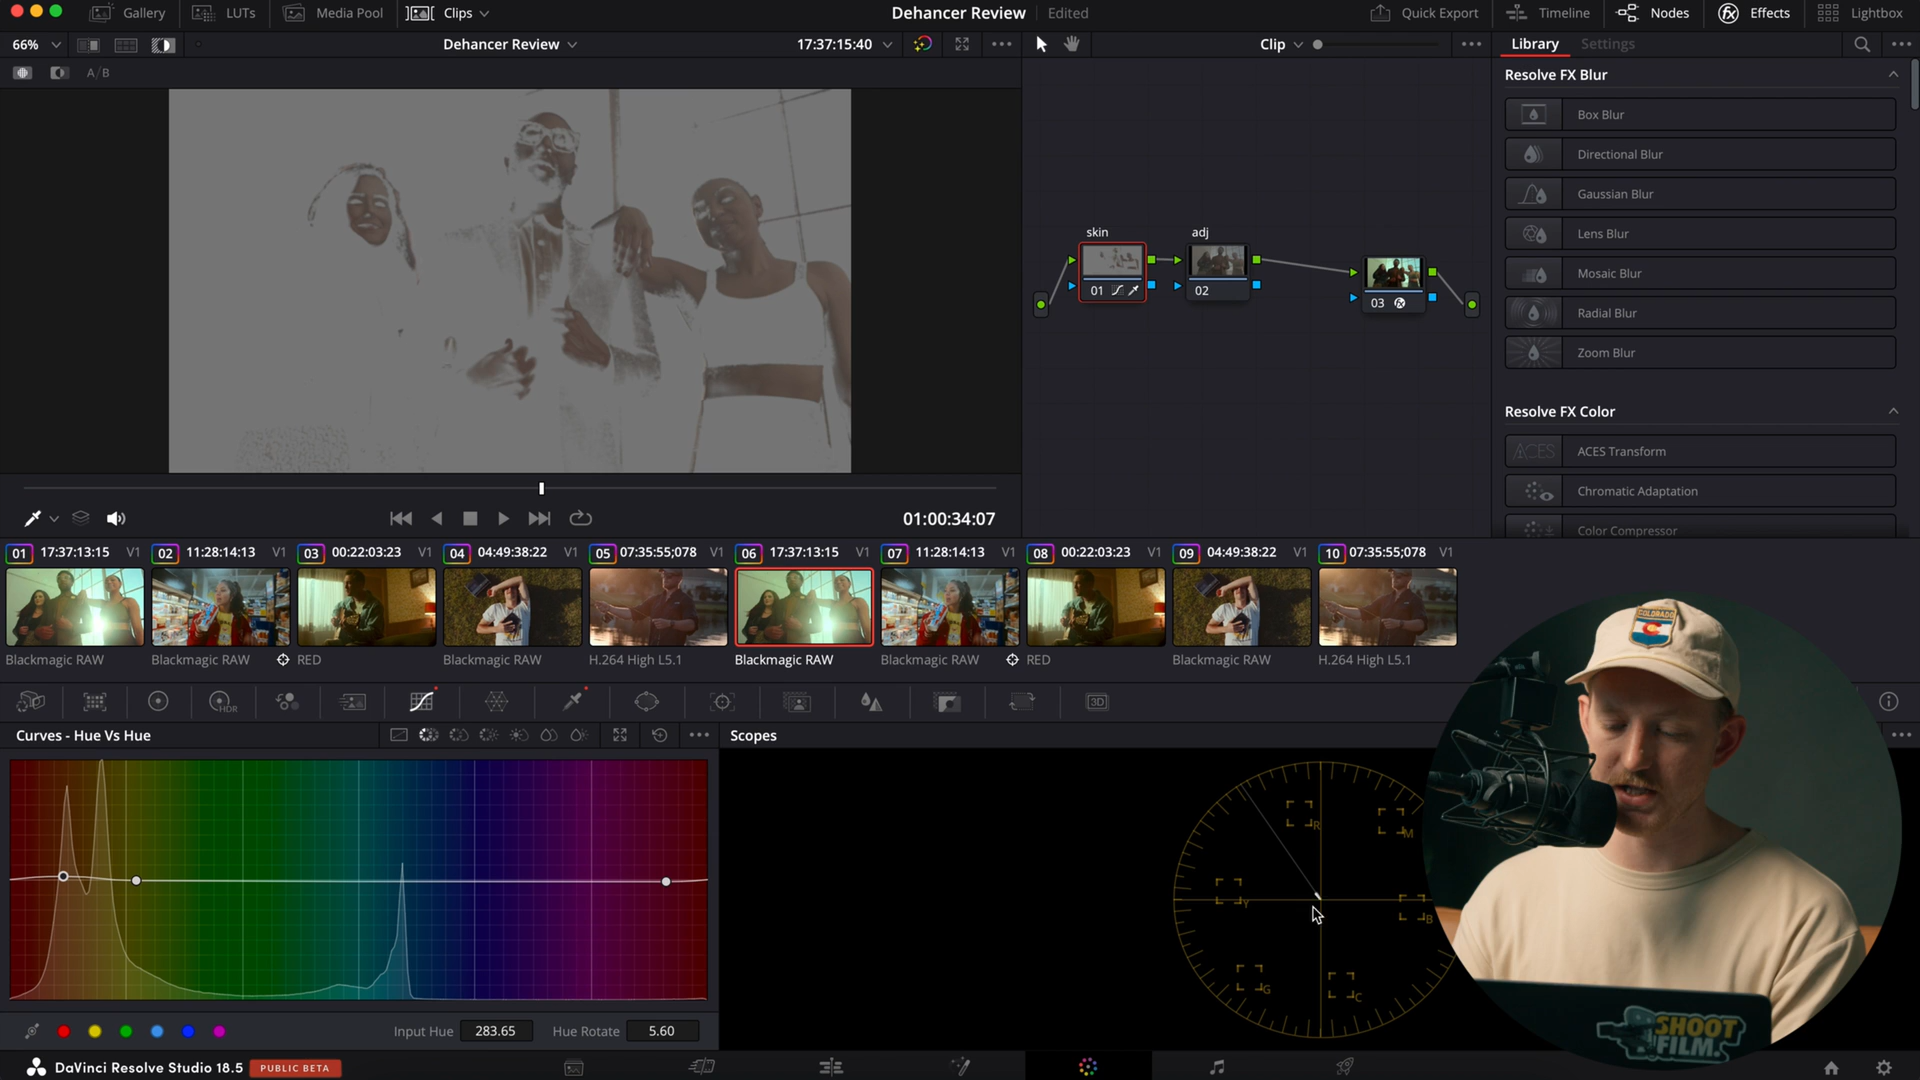 Gallery LUTs Media Pool Clips Dehancer Review Edited Quick Export Timeline Nodes Effects Lightbox
66% Dehancer Review 17:37:15:40 Clip Library Settings
A/B
Resolve FX Blur
Box Blur
Directional Blur
Gaussian Blur
Lens Blur
Mosaic Blur
Radial Blur
Zoom Blur
Resolve FX Color
ACES ACES Transform
Chromatic Adaptation
Color Compressor
skin adj
01 02 03
01:00:34:07
01 17:37:13:15 V1 02 11:28:14:13 V1 03 00:22:03:23 V1 04 04:49:38:22 V1 05 07:35:55;078 V1 06 17:37:13:15 V1 07 11:28:14:13 V1 08 00:22:03:23 V1 09 04:49:38:22 V1 10 07:35:55;078 V1
Blackmagic RAW Blackmagic RAW RED Blackmagic RAW H.264 High L5.1 Blackmagic RAW Blackmagic RAW RED Blackmagic RAW H.264 High L5.1
HDR 3D
Curves - Hue Vs Hue Scopes
R M
Y B
G C
Input Hue 283.65 Hue Rotate 5.60
DaVinci Resolve Studio 18.5 PUBLIC BETA
COLORADO
SHOOT
FILM.